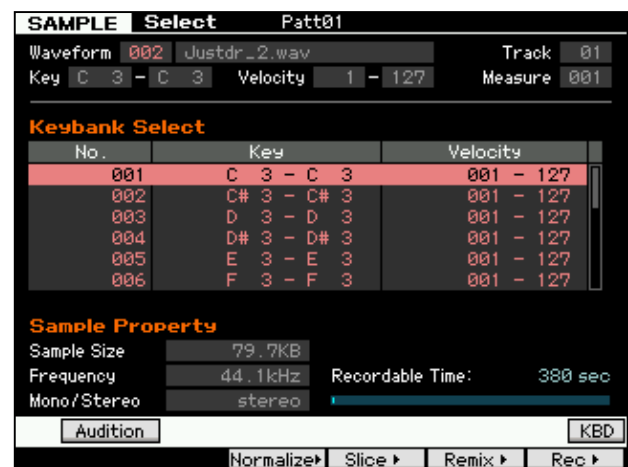 SAMPLE Select Patt01
Waveform 002 Justdr_2.wav Track 01
Key C 3 - C 3 Velocity 1 - 127 Measure 001
Keybank Select
No. Key Velocity
001 C 3 - C 3 001 - 127
002 C# 3 - C# 3 001 - 127
003 D 3 - D 3 001 - 127
004 D# 3 - D# 3 001 - 127
005 E 3 - E 3 001 - 127
006 F 3 - F 3 001 - 127
Sample Property
Sample Size 79.7KB
Frequency 44.1kHz Recordable Time: 380 sec
Mono/Stereo stereo
Audition KBD
Normalize▸ Slice▸ Remix▸ Rec▸